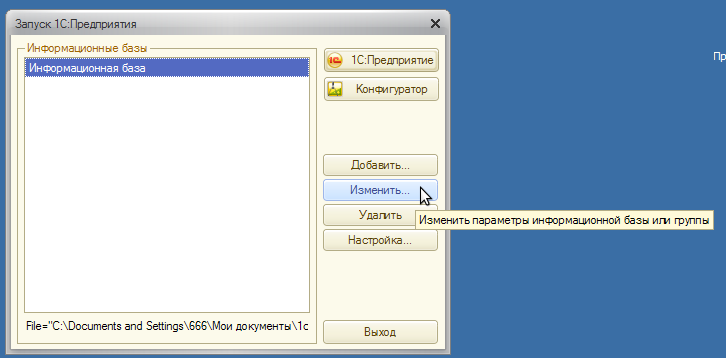 Запуск 1С:Предприятия
Информационные базы
Информационная база
1С:Предприятие
Конфигуратор
Добавить...
Изменить...
Удалить
Изменить параметры информационной базы или группы
Настройка...
File="C:\Documents and Settings\666\Мои документы\1с
Выход
Пр